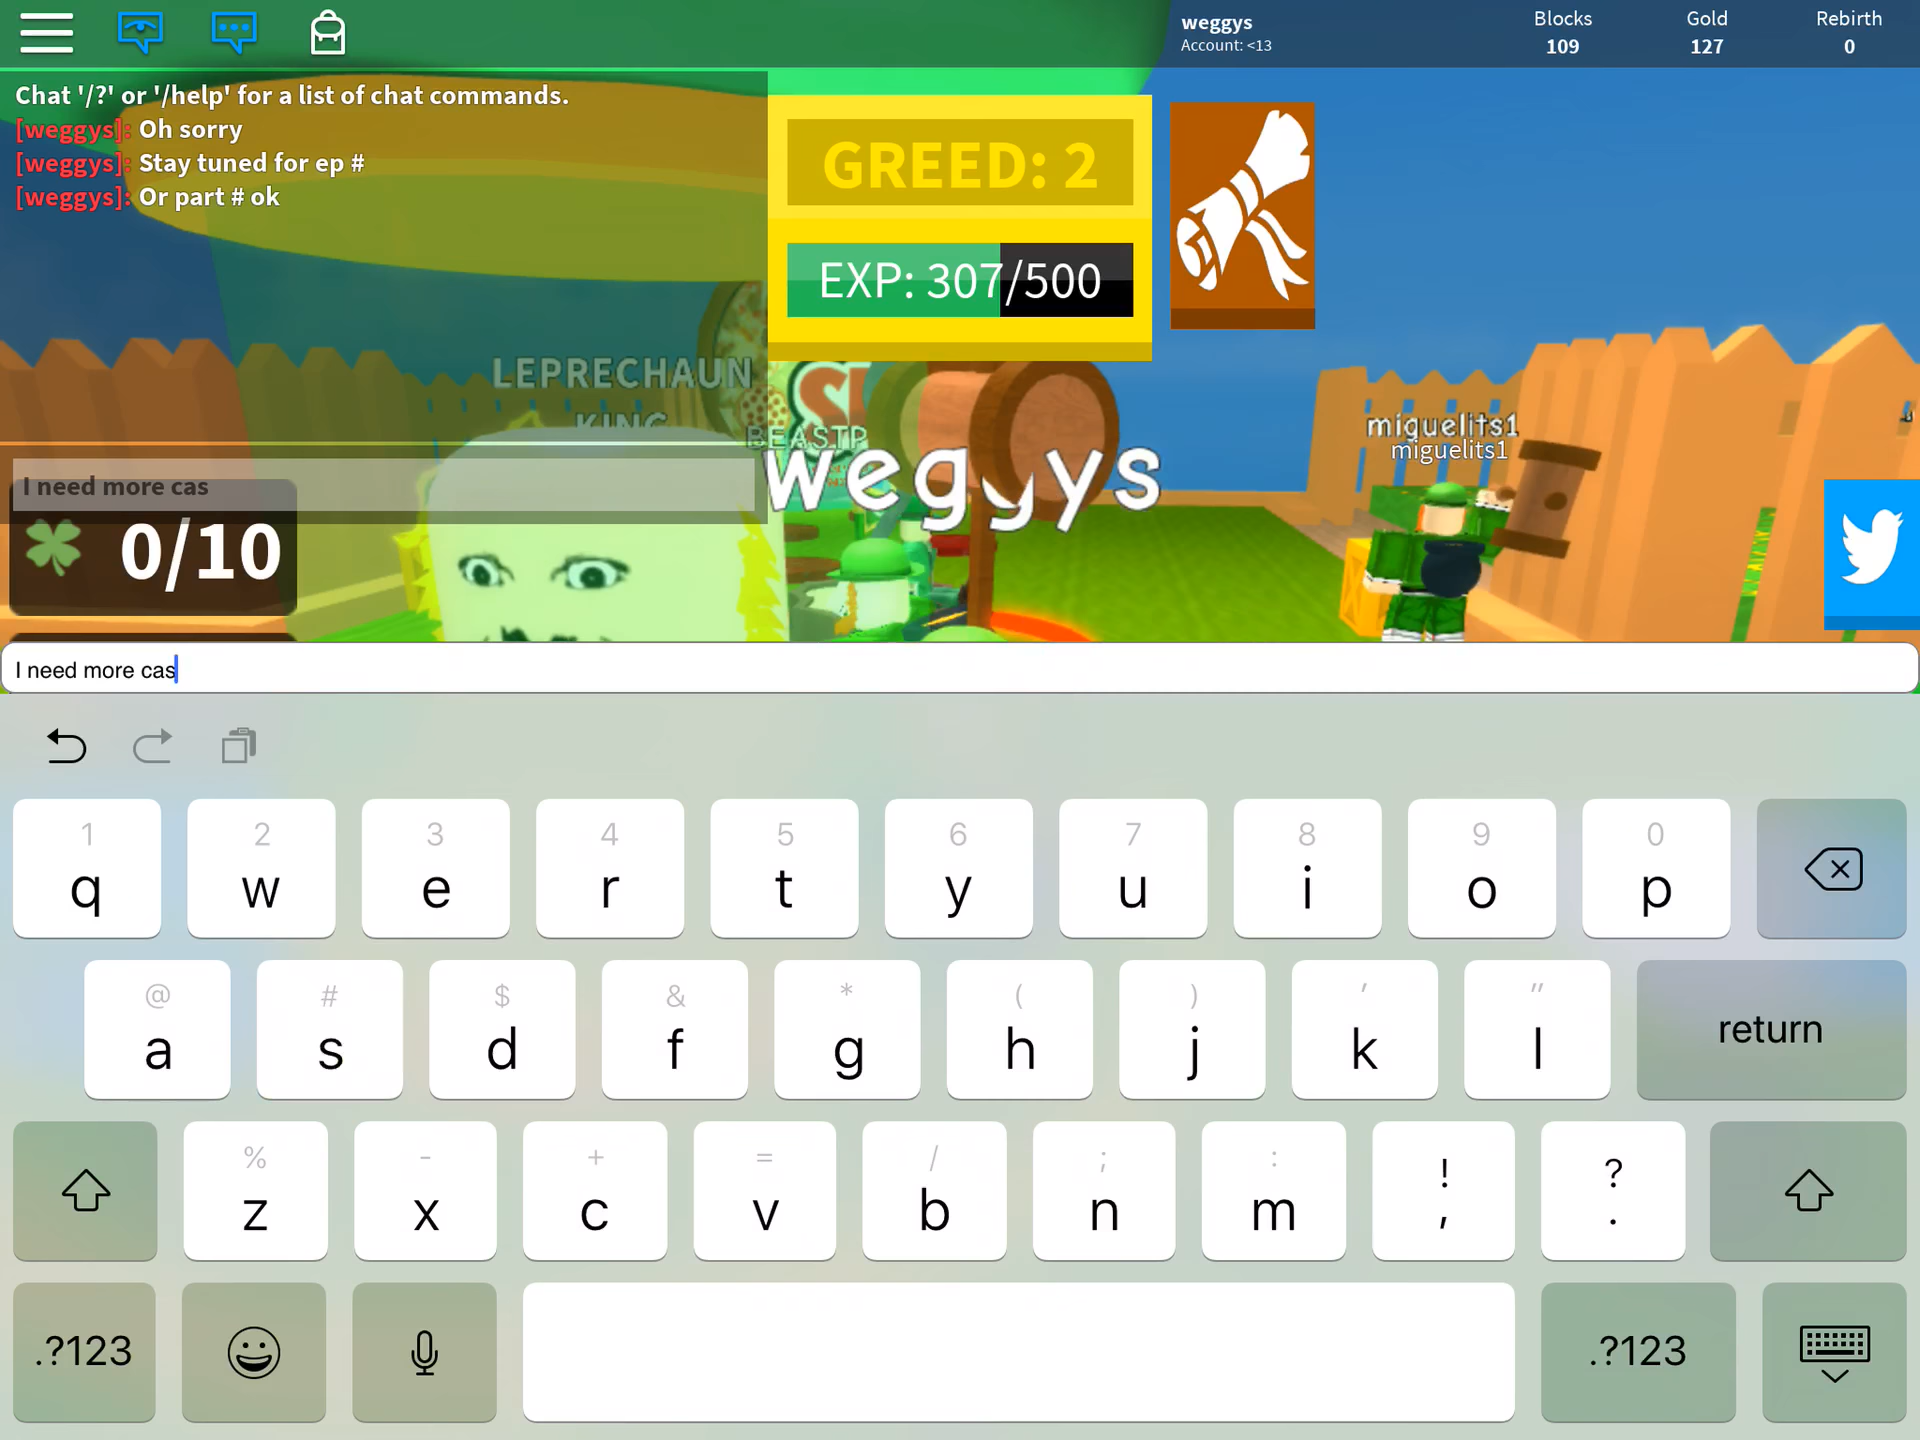 weggys
Account: <13
Blocks
109
Gold
127
Rebirth
0
Chat '/?' or '/help' for a list of chat commands.
[weggys]: Oh sorry
[weggys]: Stay tuned for ep #
[weggys]: Or part # ok
GREED: 2
EXP: 307/500
LEPRECHAUN
KING
BEASTP
weggys
miguelits1
miguelits1
I need more cas
0/10
I need more cas
1 2 3 4 5 6 7 8 9 0
q w e r t y u i o p
@ # $ & * ( ) ' "
a s d f g h j k l return
% - + = / ; : ! ?
z x c v b n m , .
.?123 .?123